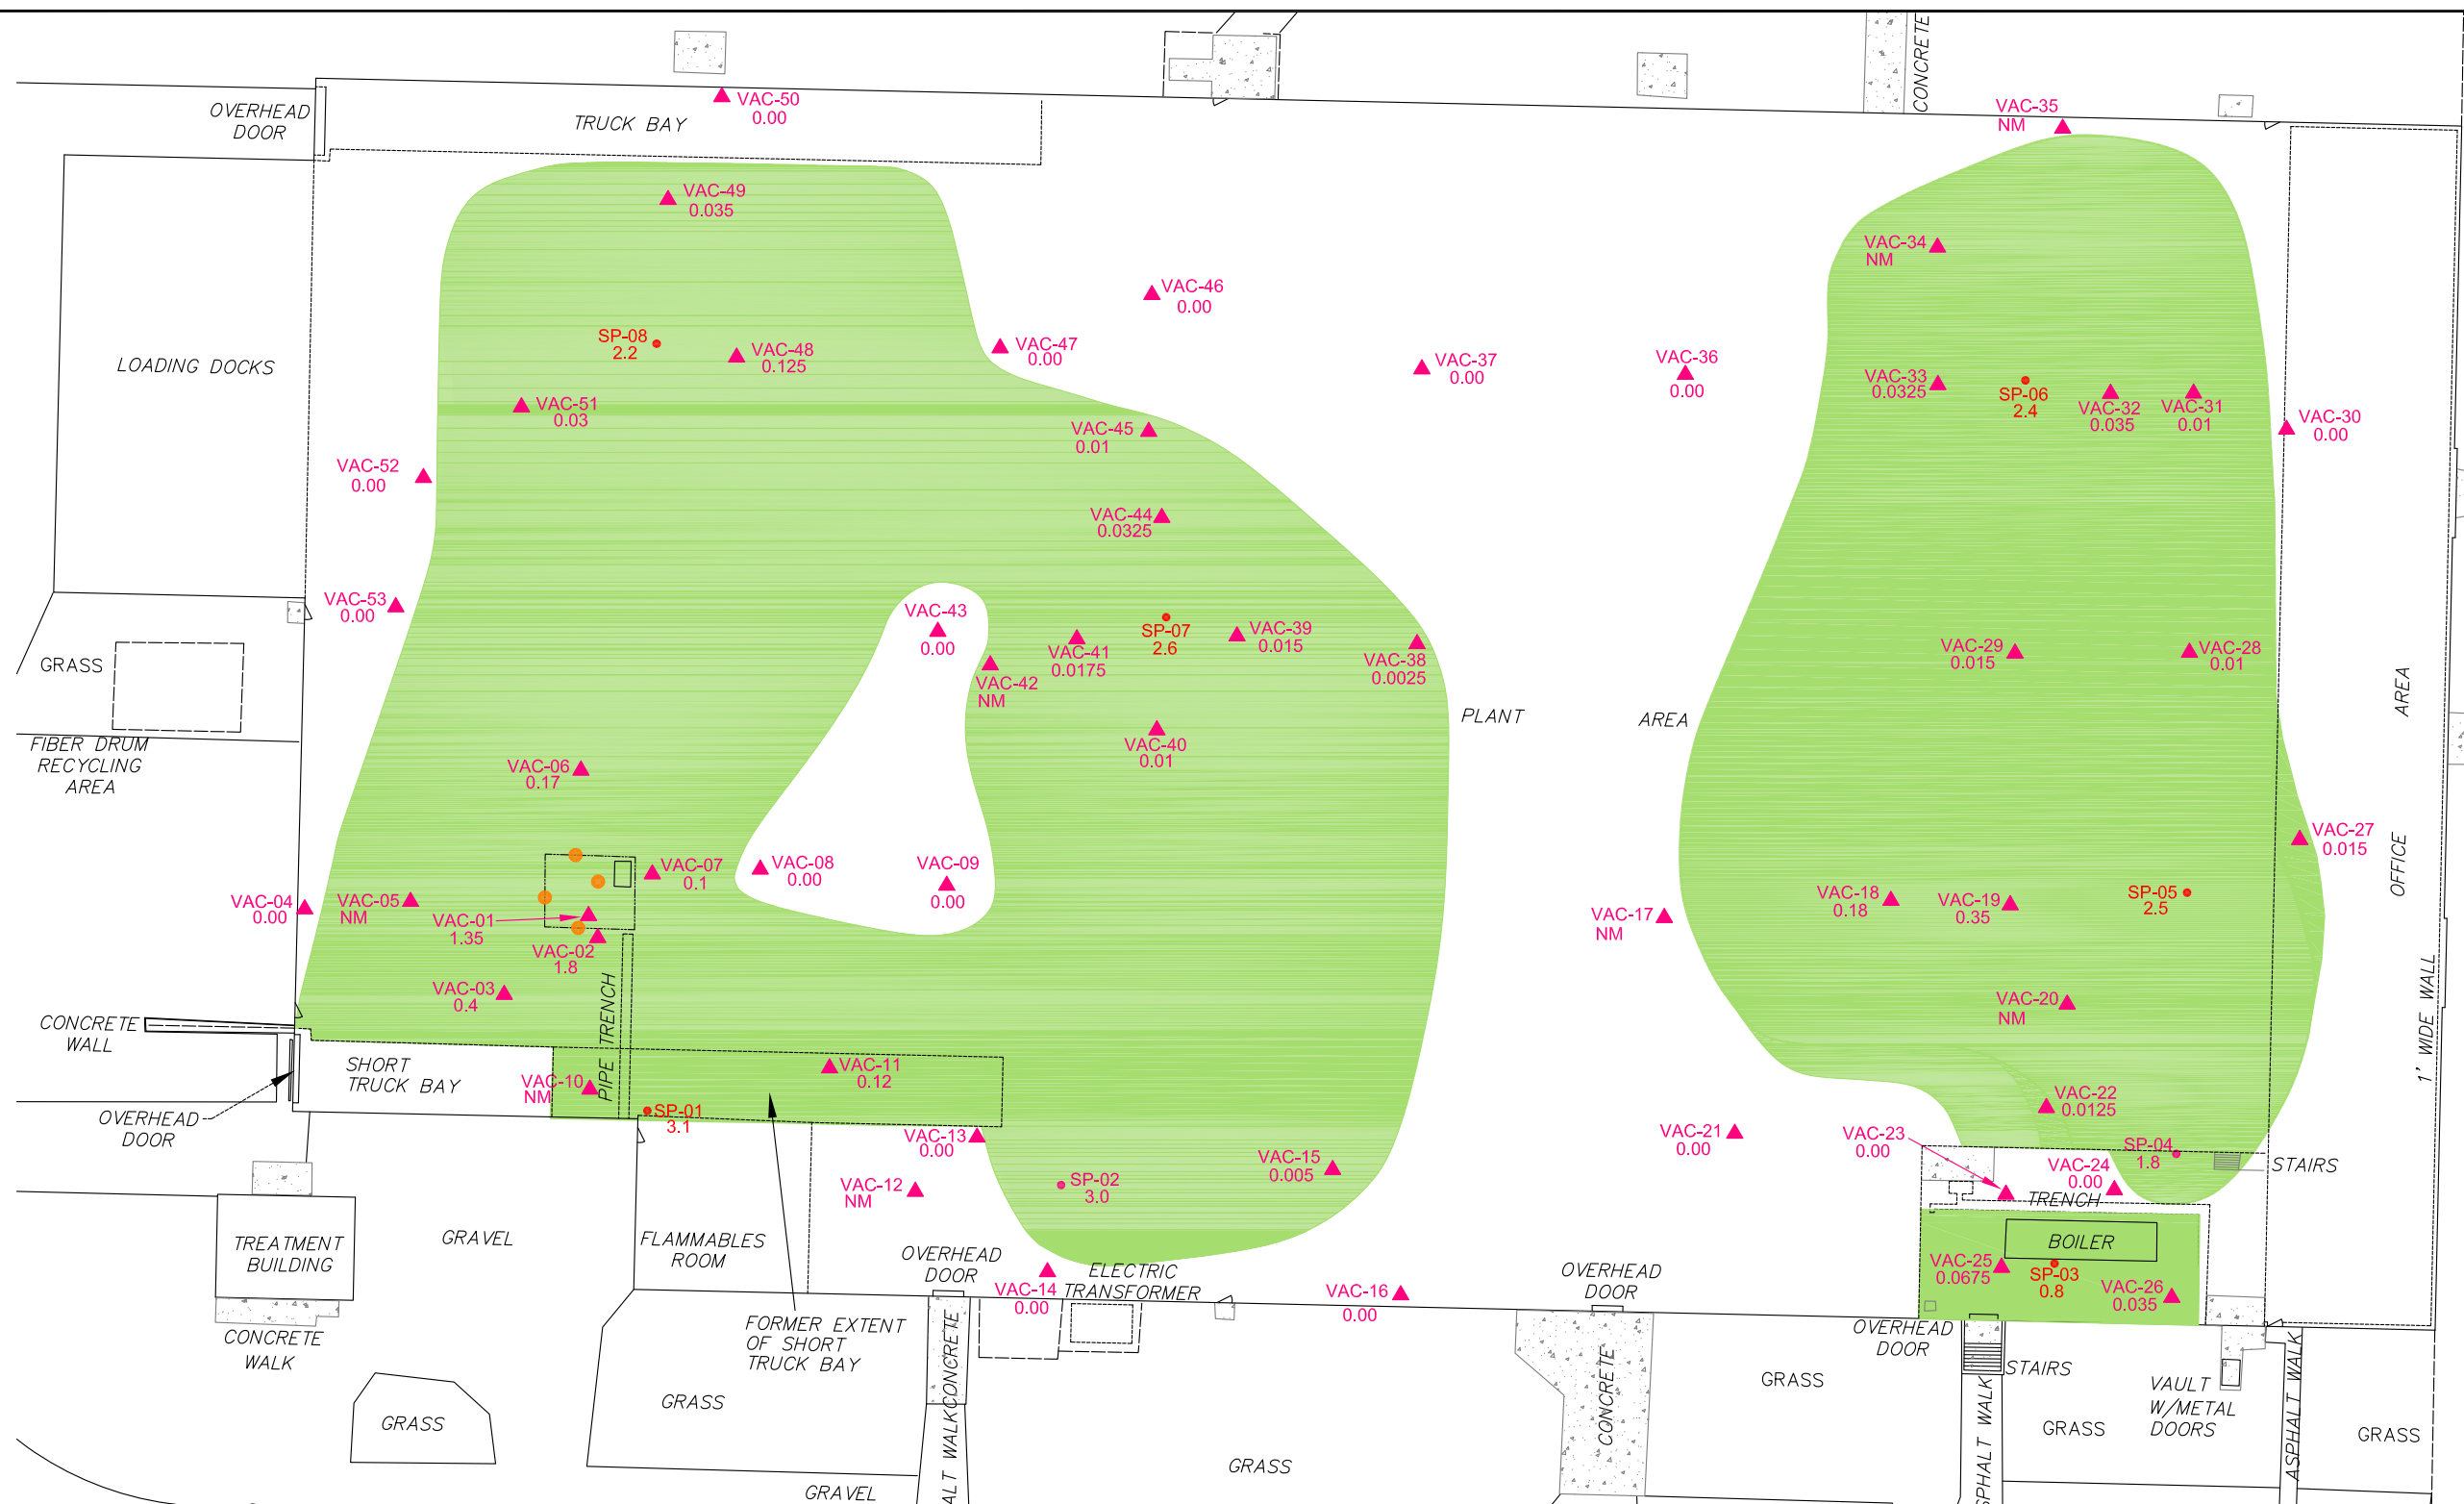 CONCRETE
OVERHEAD
DOOR
TRUCK BAY
VAC-50
0.00
VAC-35
NM
VAC-49
0.035
VAC-34
NM
VAC-46
0.00
SP-08
2.2
VAC-48
0.125
VAC-47
0.00
VAC-37
0.00
VAC-36
0.00
VAC-33
0.0325
SP-06
2.4
VAC-32
0.035
VAC-31
0.01
VAC-30
0.00
LOADING DOCKS
VAC-51
0.03
VAC-45
0.01
VAC-52
0.00
VAC-44
0.0325
VAC-53
0.00
VAC-43
0.00
SP-07
2.6
VAC-39
0.015
VAC-41
0.0175
VAC-38
0.0025
VAC-42
NM
VAC-29
0.015
VAC-28
0.01
GRASS
PLANT
AREA
OFFICE
AREA
VAC-40
0.01
FIBER DRUM
RECYCLING
AREA
VAC-06
0.17
VAC-27
0.015
VAC-07
0.1
VAC-08
0.00
VAC-09
0.00
VAC-04
0.00
VAC-05
NM
VAC-01
1.35
VAC-02
1.8
VAC-17
NM
VAC-18
0.18
VAC-19
0.35
SP-05
2.5
VAC-03
0.4
VAC-20
NM
1' WIDE WALL
CONCRETE
WALL
PIPE TRENCH
SHORT
TRUCK BAY
VAC-10
NM
VAC-11
0.12
SP-01
3.1
OVERHEAD
DOOR
VAC-13
0.00
VAC-12
NM
SP-02
3.0
VAC-15
0.005
VAC-21
0.00
VAC-23
0.00
VAC-22
0.0125
SP-04
1.8
VAC-24
0.00
STAIRS
TRENCH
TREATMENT
BUILDING
GRAVEL
FLAMMABLES
ROOM
OVERHEAD
DOOR
ELECTRIC
TRANSFORMER
VAC-14
0.00
VAC-16
0.00
OVERHEAD
DOOR
BOILER
VAC-25
0.0675
SP-03
0.8
VAC-26
0.035
CONCRETE
WALK
FORMER EXTENT
OF SHORT
TRUCK BAY
CONCRETE
ALT WALK
CONCRETE
OVERHEAD
DOOR
STAIRS
GRASS
GRASS
GRASS
GRASS
GRASS
GRASS
VAULT
W/METAL
DOORS
SPHALT WALK
ASPHALT WALK
GRAVEL